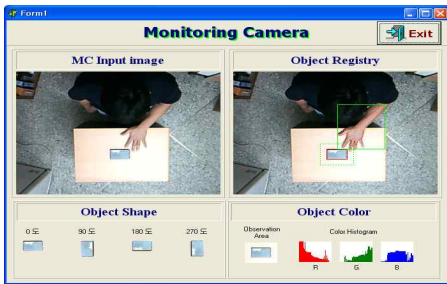 Form1
Monitoring Camera
Exit
MC Input image
Object Registry
Object Shape
0 도 90 도 180 도 270 도
Object Color
Observation Area
Color Histogram
R G B